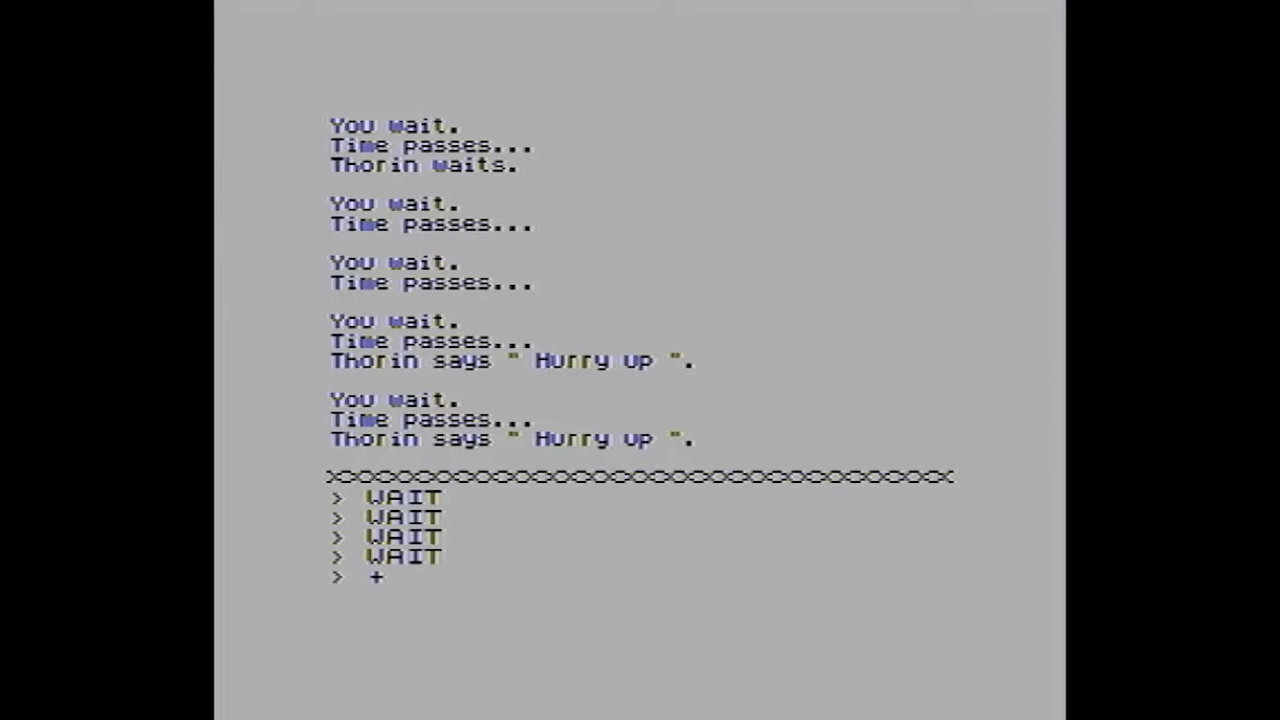 You wait.
Time passes...
Thorin waits.
You wait.
Time passes...
You wait.
Time passes...
You wait.
Time passes...
Thorin says " Hurry up ".
You wait.
Time passes...
Thorin says " Hurry up ".
> WAIT
> WAIT
> WAIT
> WAIT
> +